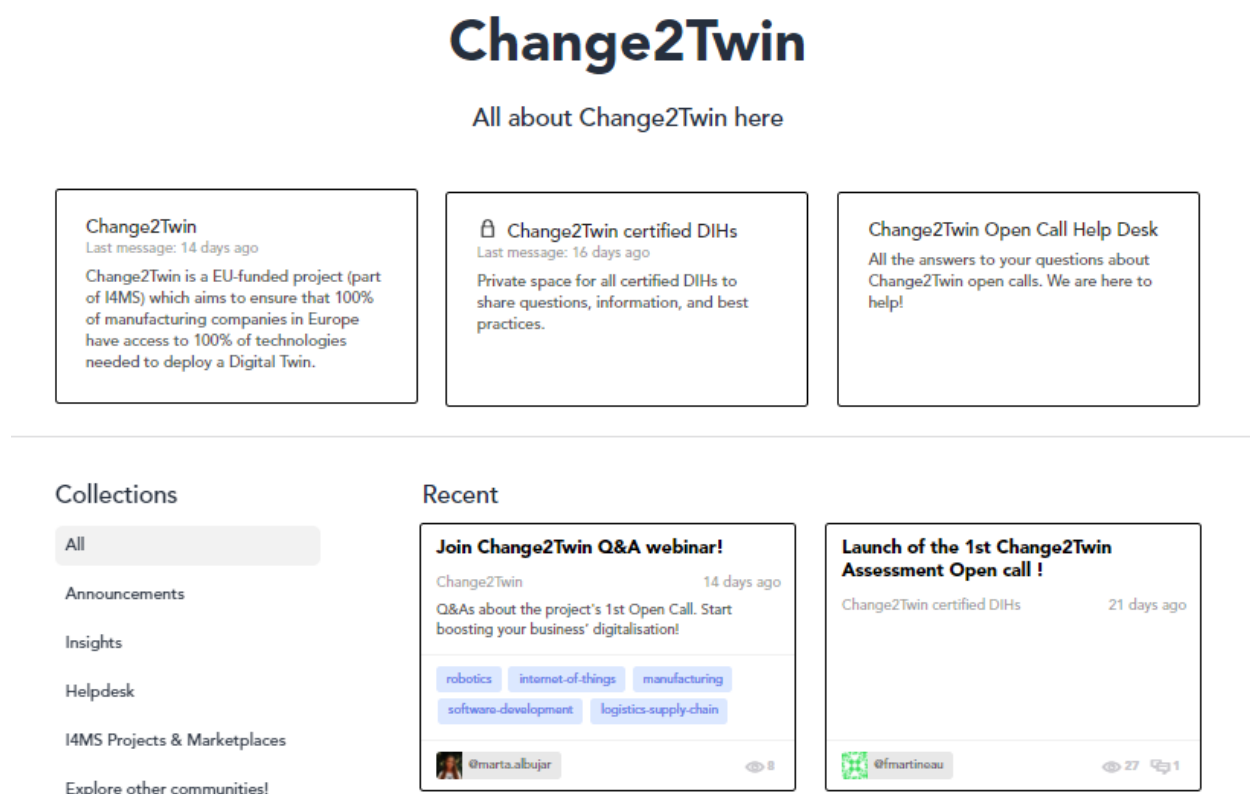 Change2Twin
All about Change2Twin here
Change2Twin
Last message: 14 days ago
Change2Twin is a EU-funded project (part
of I4MS) which aims to ensure that 100%
of manufacturing companies in Europe
have access to 100% of technologies
needed to deploy a Digital Twin.
Change2Twin certified DIHs
Last message: 16 days ago
Private space for all certified DIHs to
share questions, information, and best
practices.
Change2Twin Open Call Help Desk
All the answers to your questions about
Change2Twin open calls. We are here to
help!
Collections
All
Announcements
Insights
Helpdesk
I4MS Projects & Marketplaces
Explore other communities!
Recent
Join Change2Twin Q&A webinar!
Change2Twin 14 days ago
Q&As about the project's 1st Open Call. Start
boosting your business' digitalisation!
robotics internet-of-things manufacturing
software-development logistics-supply-chain
@marta.albujar 8
Launch of the 1st Change2Twin
Assessment Open call !
Change2Twin certified DIHs 21 days ago
@fmartineau 27 1